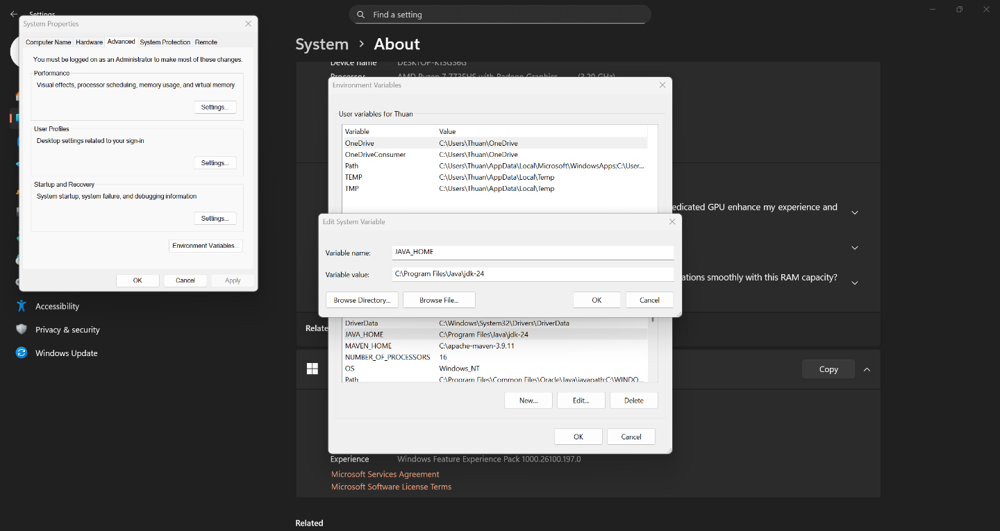 Settings
Find a setting
System Properties
Computer Name Hardware Advanced System Protection Remote
You must be logged on as an Administrator to make most of these changes.
Performance
Visual effects, processor scheduling, memory usage, and virtual memory
Settings...
User Profiles
Desktop settings related to your sign-in
Settings...
Startup and Recovery
System startup, system failure, and debugging information
Settings...
Environment Variables...
OK Cancel Apply
Accessibility
Privacy & security
Windows Update
System > About
Device name DESKTOP-K1SG36G
Processor AMD Ryzen 7 7735HS with Radeon Graphics (3.20 GHz)
Environment Variables
User variables for Thuan
Variable Value
OneDrive C:\Users\Thuan\OneDrive
OneDriveConsumer C:\Users\Thuan\OneDrive
Path C:\Users\Thuan\AppData\Local\Microsoft\WindowsApps;C:\User...
TEMP C:\Users\Thuan\AppData\Local\Temp
TMP C:\Users\Thuan\AppData\Local\Temp
edicated GPU enhance my experience and
ations smoothly with this RAM capacity?
Edit System Variable
Variable name: JAVA_HOME
Variable value: C:\Program Files\Java\jdk-24
Browse Directory... Browse File... OK Cancel
Relate
DriverData C:\Windows\System32\Drivers\DriverData
JAVA_HOME C:\Program Files\Java\jdk-24
MAVEN_HOME C:\apache-maven-3.9.11
NUMBER_OF_PROCESSORS 16
OS Windows_NT
Path C:\Program Files\Common Files\Oracle\Java\javapath;C:\WINDO...
New... Edit... Delete
OK Cancel
Copy
Experience Windows Feature Experience Pack 1000.26100.197.0
Microsoft Services Agreement
Microsoft Software License Terms
Related